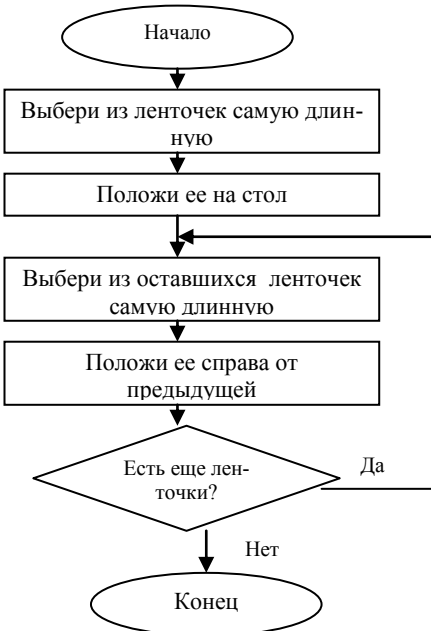 Начало
Выбери из ленточек самую длин-
ную
Положи ее на стол
Выбери из оставшихся ленточек
самую длинную
Положи ее справа от
предыдущей
Есть еще лен-
точки?
Да
Нет
Конец